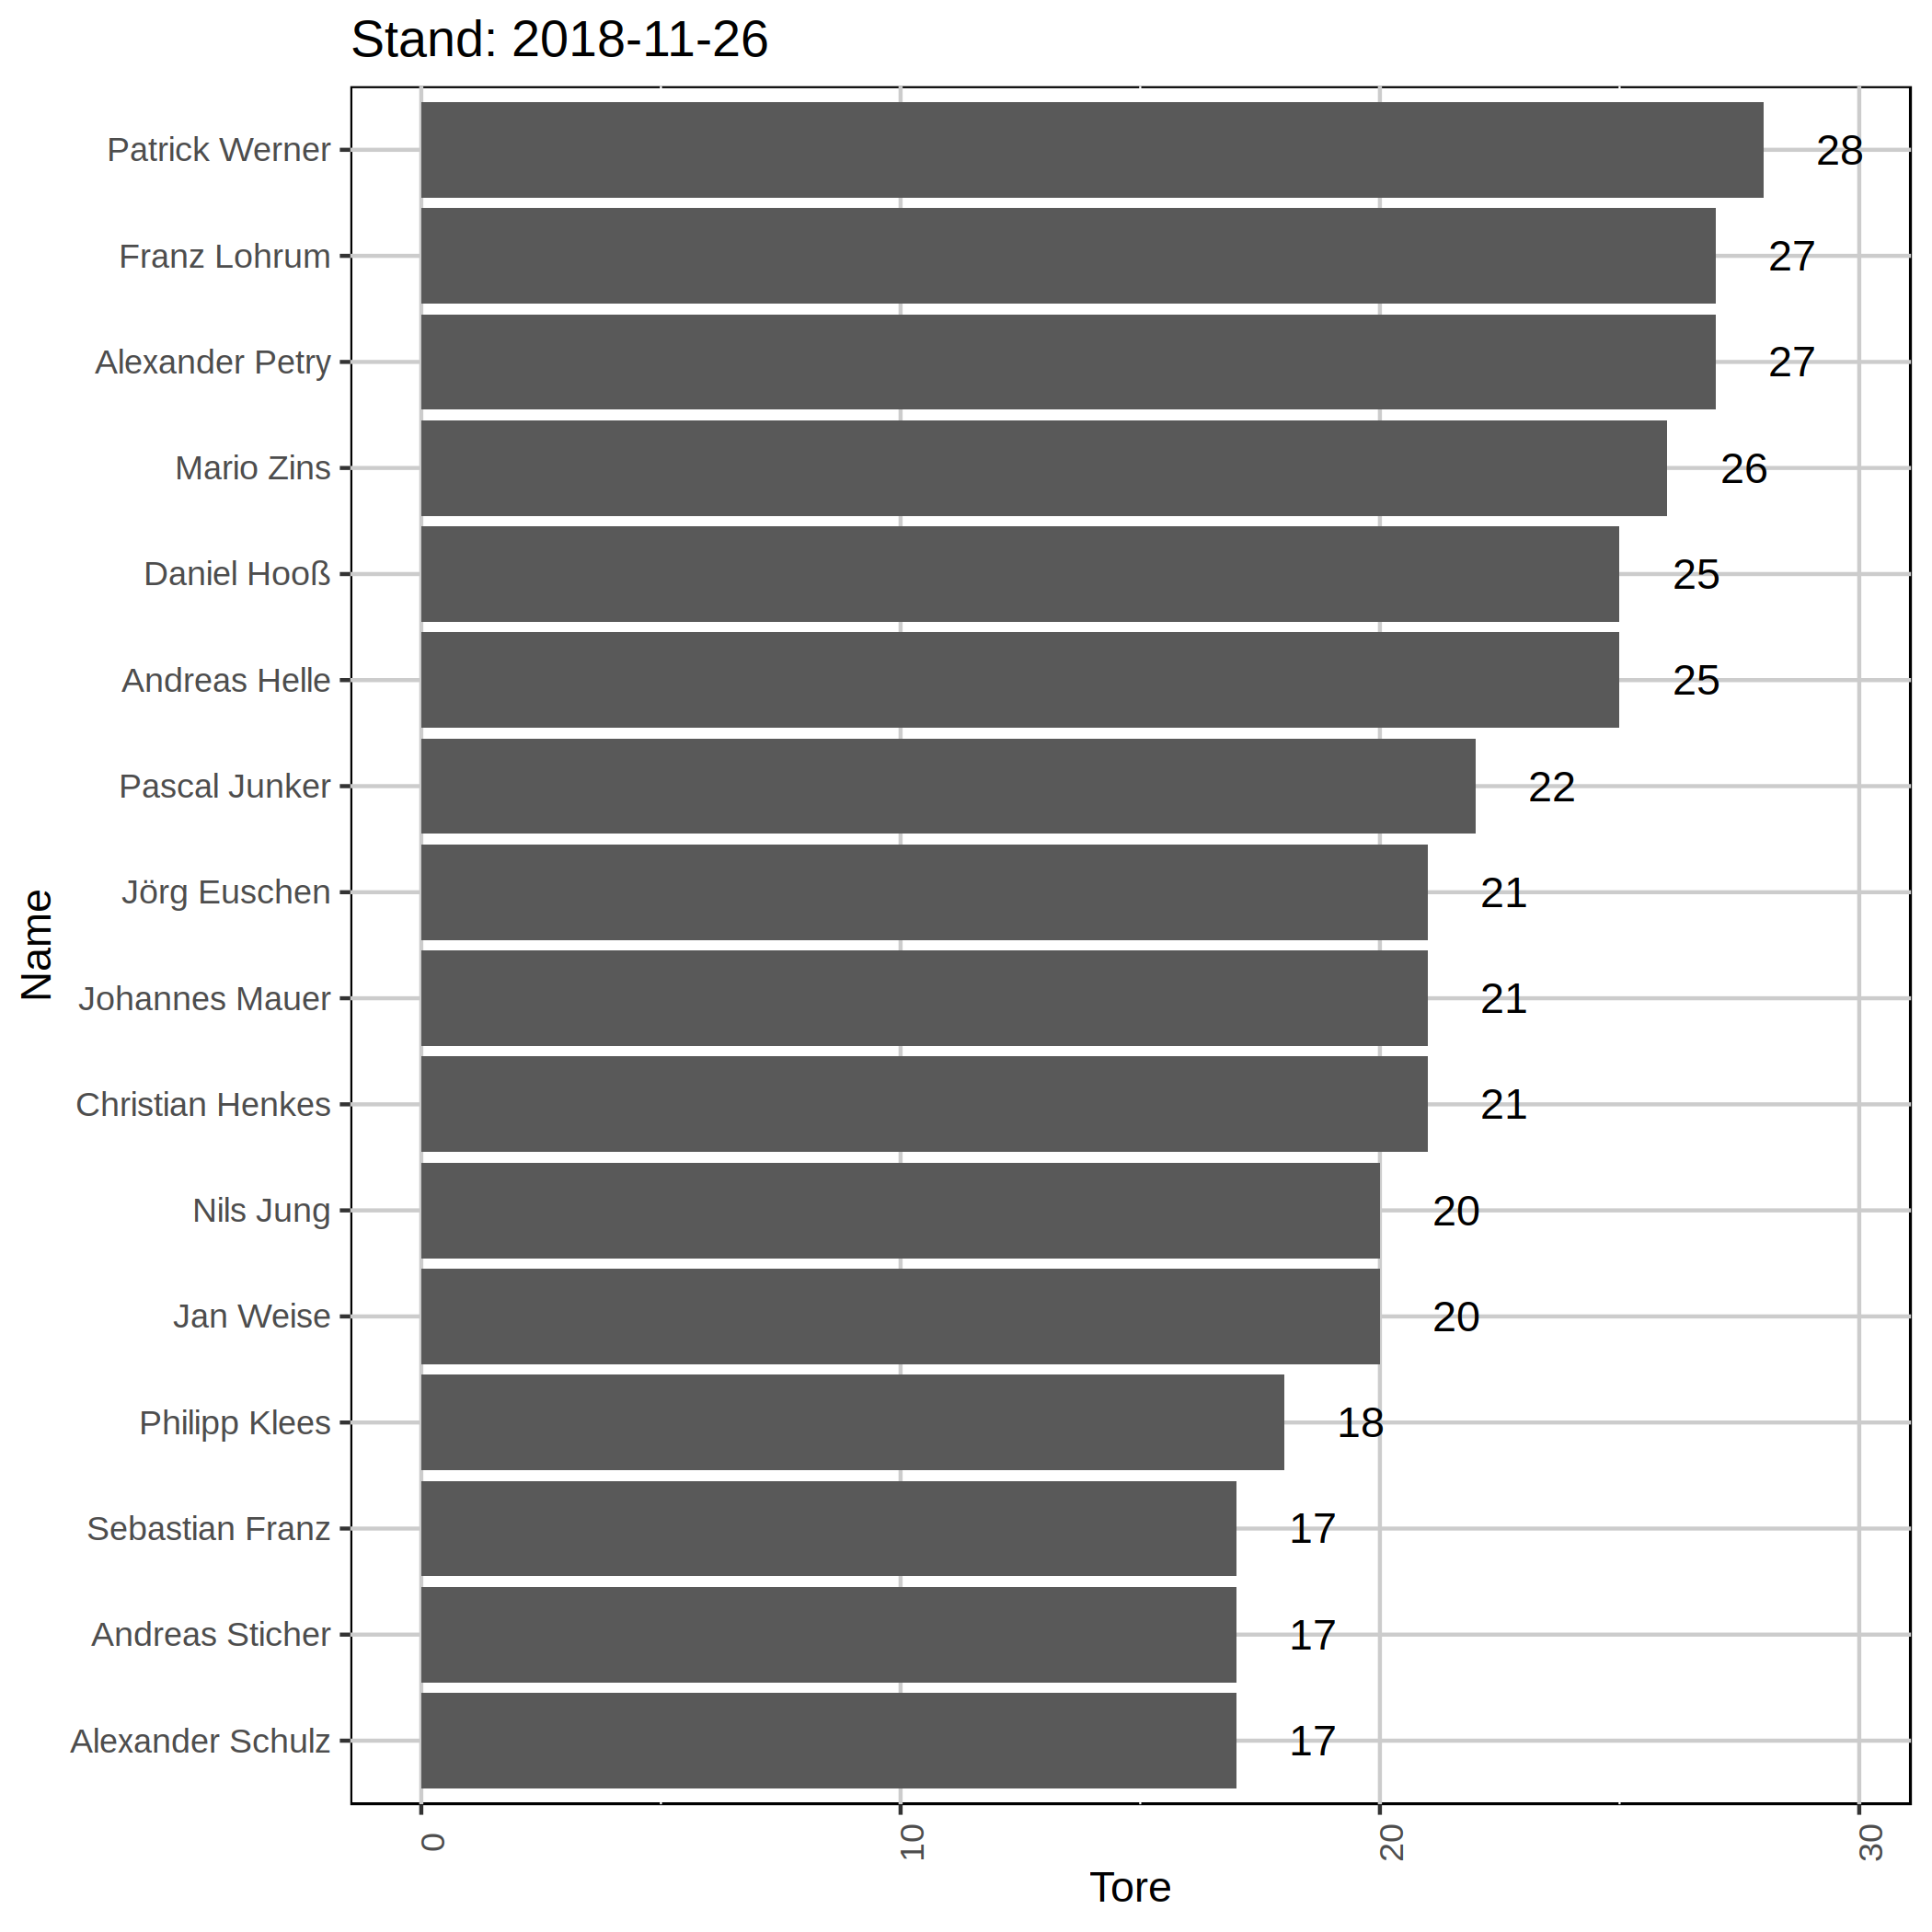 Stand: 2018-11-26
Patrick Werner 28
Franz Lohrum 27
Alexander Petry 27
Mario Zins 26
Daniel Hooß 25
Andreas Helle 25
Pascal Junker 22
Jörg Euschen 21
Johannes Mauer 21
Christian Henkes 21
Nils Jung 20
Jan Weise 20
Philipp Klees 18
Sebastian Franz 17
Andreas Sticher 17
Alexander Schulz 17
Name
0 10 20 30
Tore